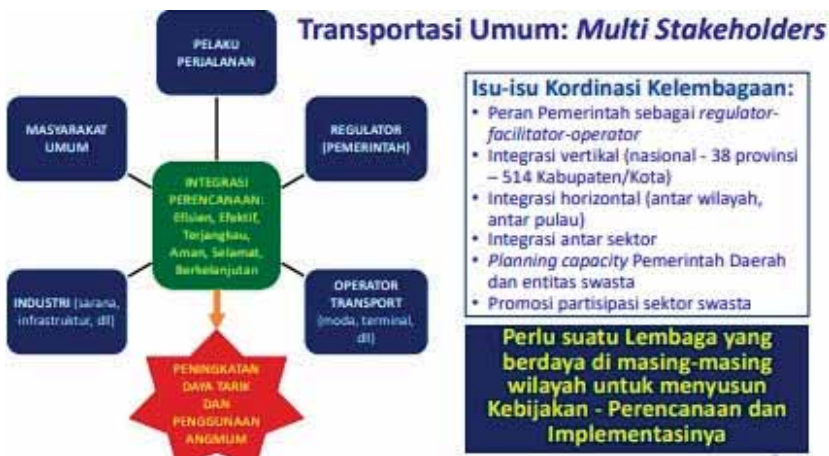 Transportasi Umum: Multi Stakeholders
PELAKU
PERJALANAN
MASYARAKAT
UMUM
REGULATOR
(PEMERINTAH)
INTEGRASI
PERENCANAAN:
Efisien, Efektif,
Terjangkau,
Aman, Selamat,
Berkelanjutan
INDUSTRI (sarana,
infrastruktur, dll)
OPERATOR
TRANSPORT
(moda, terminal,
dll)
PENINGKATAN
DAYA TARIK
DAN
PENGGUNAAN
ANGMUM
Isu-isu Kordinasi Kelembagaan:
• Peran Pemerintah sebagai regulator-
facilitator-operator
• Integrasi vertikal (nasional - 38 provinsi
– 514 Kabupaten/Kota)
• Integrasi horizontal (antar wilayah,
antar pulau)
• Integrasi antar sektor
• Planning capacity Pemerintah Daerah
dan entitas swasta
• Promosi partisipasi sektor swasta
Perlu suatu Lembaga yang
berdaya di masing-masing
wilayah untuk menyusun
Kebijakan - Perencanaan dan
Implementasinya